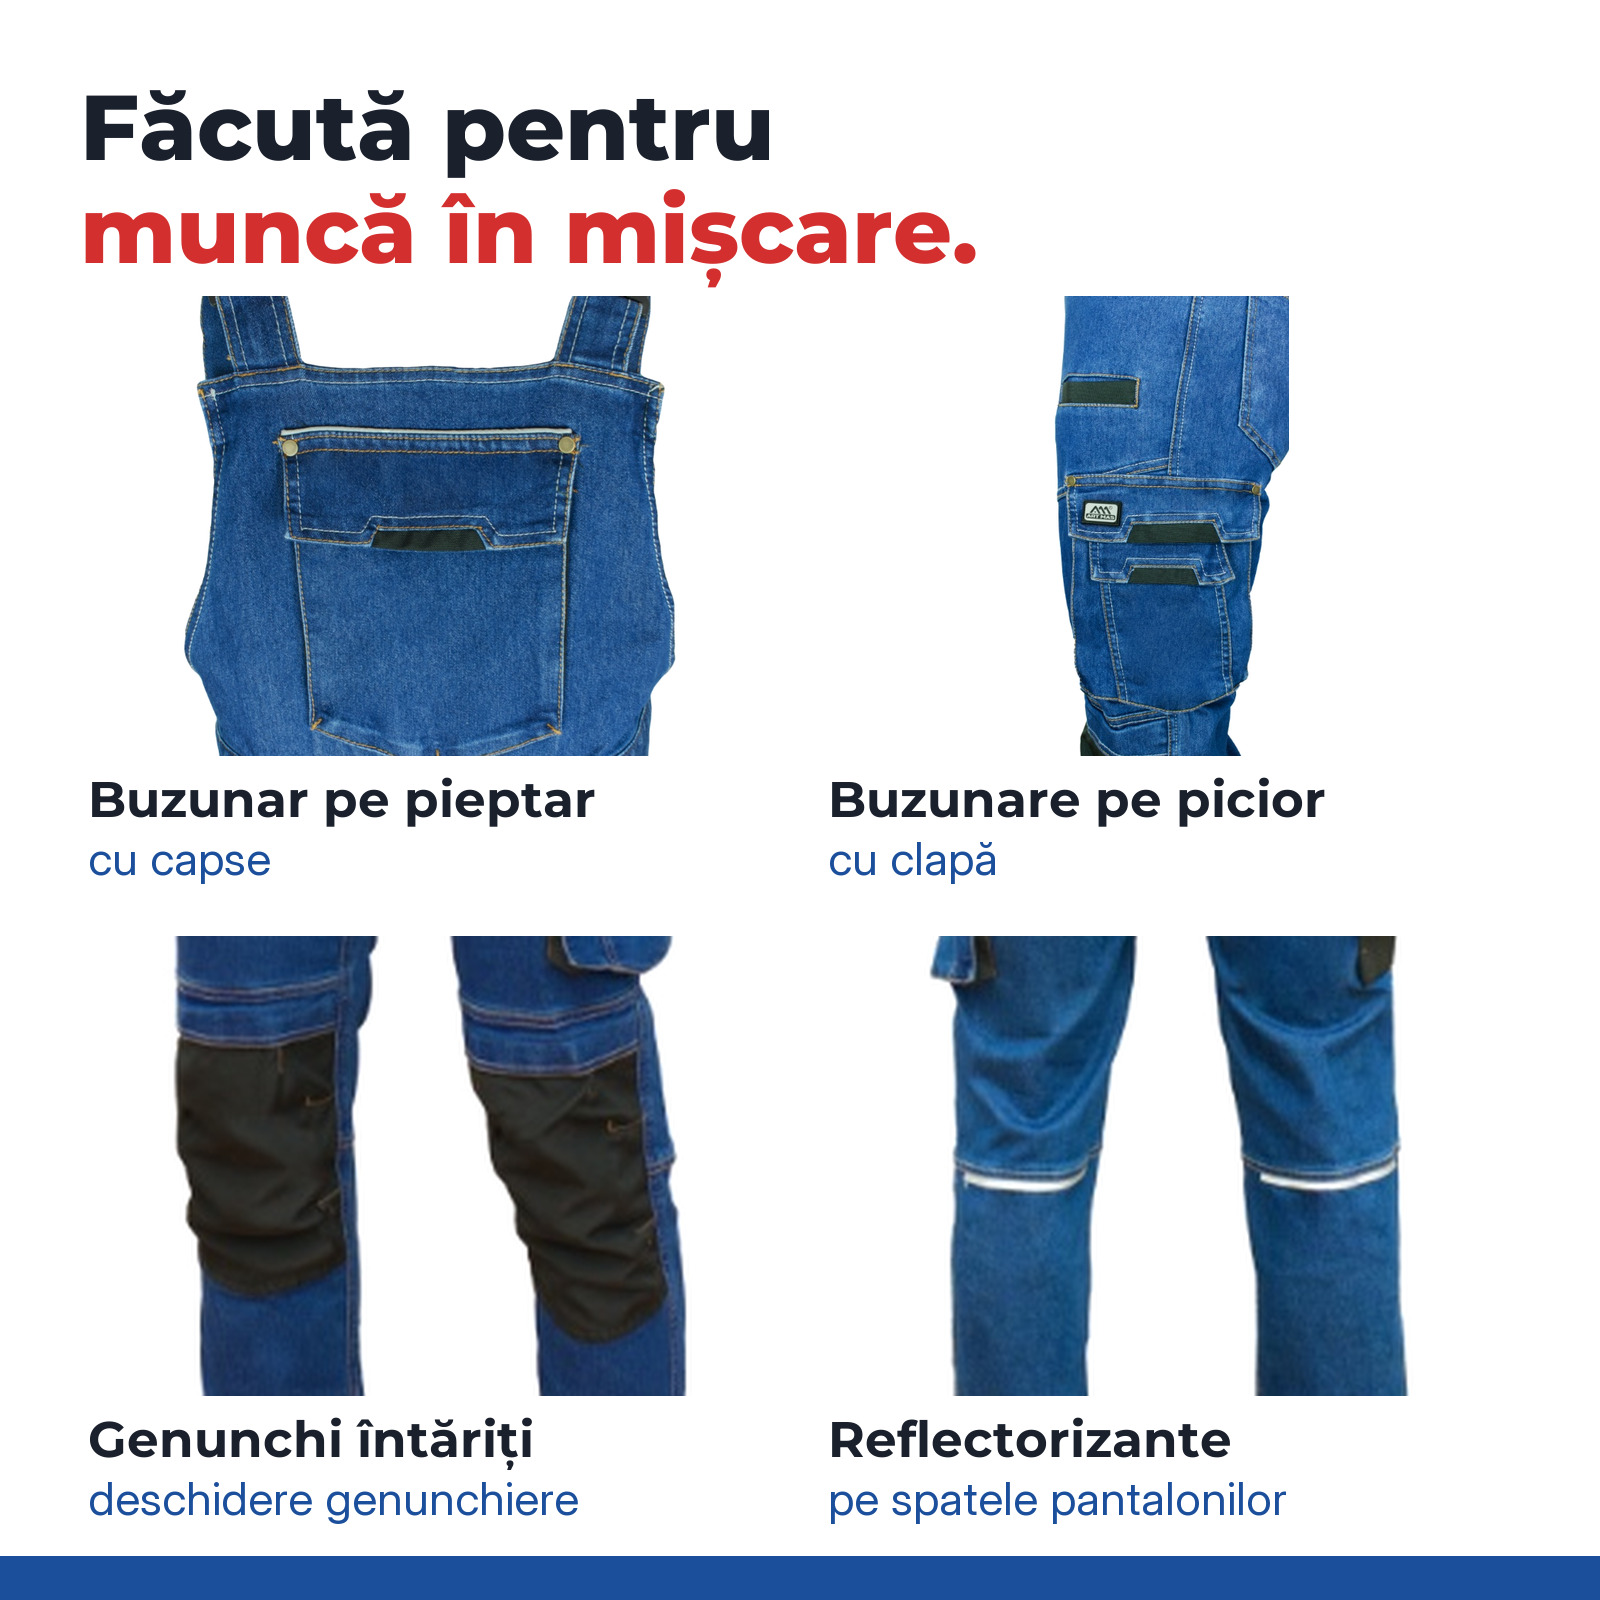 Făcută pentru
muncă în mișcare.
Buzunar pe pieptar
cu capse
Buzunare pe picior
cu clapă
Genunchi întăriți
deschidere genunchiere
Reflectorizante
pe spatele pantalonilor